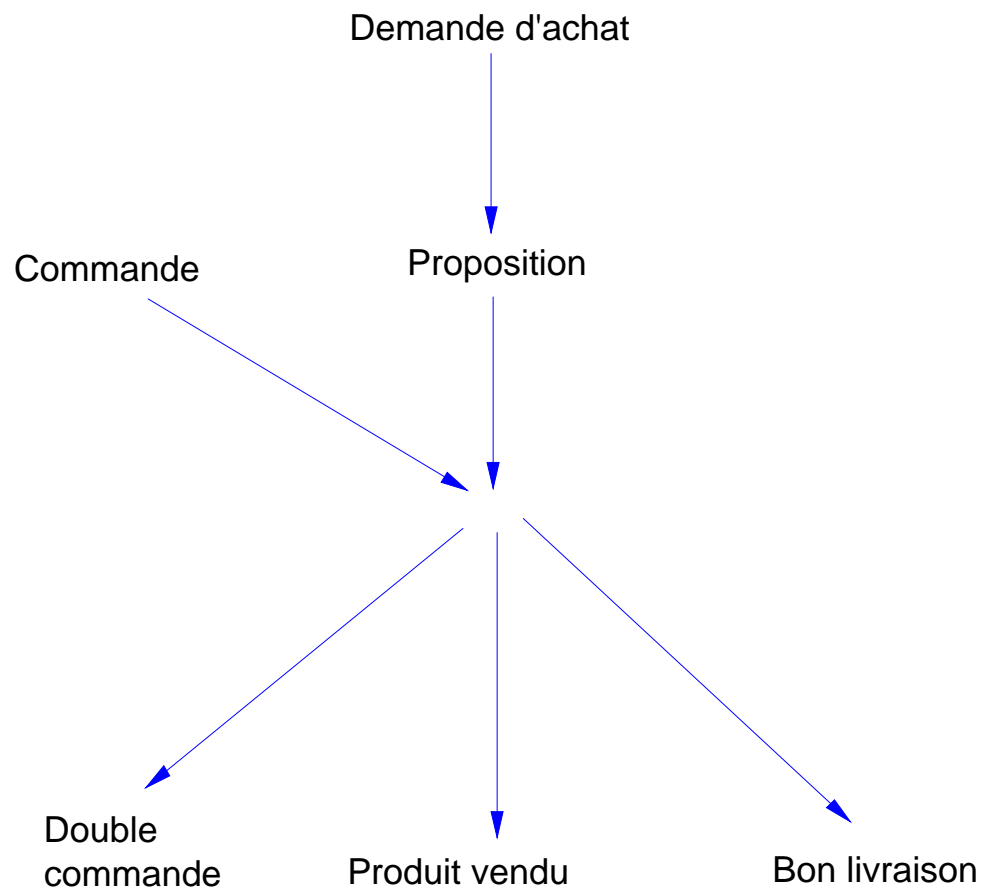 Demande d'achat
Commande
Proposition
Double
commande
Produit vendu
Bon livraison